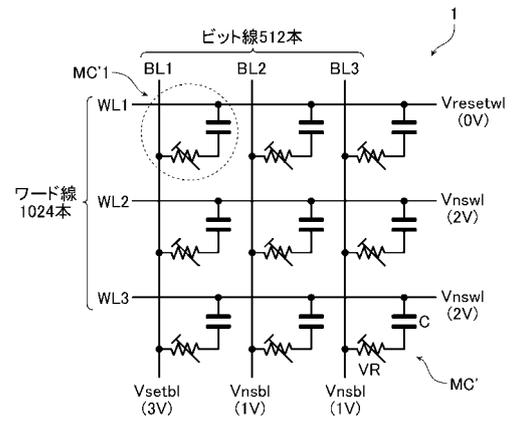 ビット線512本
1
MC'1
BL1 BL2 BL3
WL1
Vresetwl
(0V)
ワード線
1024本
WL2
Vnswl
(2V)
WL3
Vnswl
(2V)
C
VR
MC'
Vsetbl Vnsbl Vnsbl
(3V) (1V) (1V)